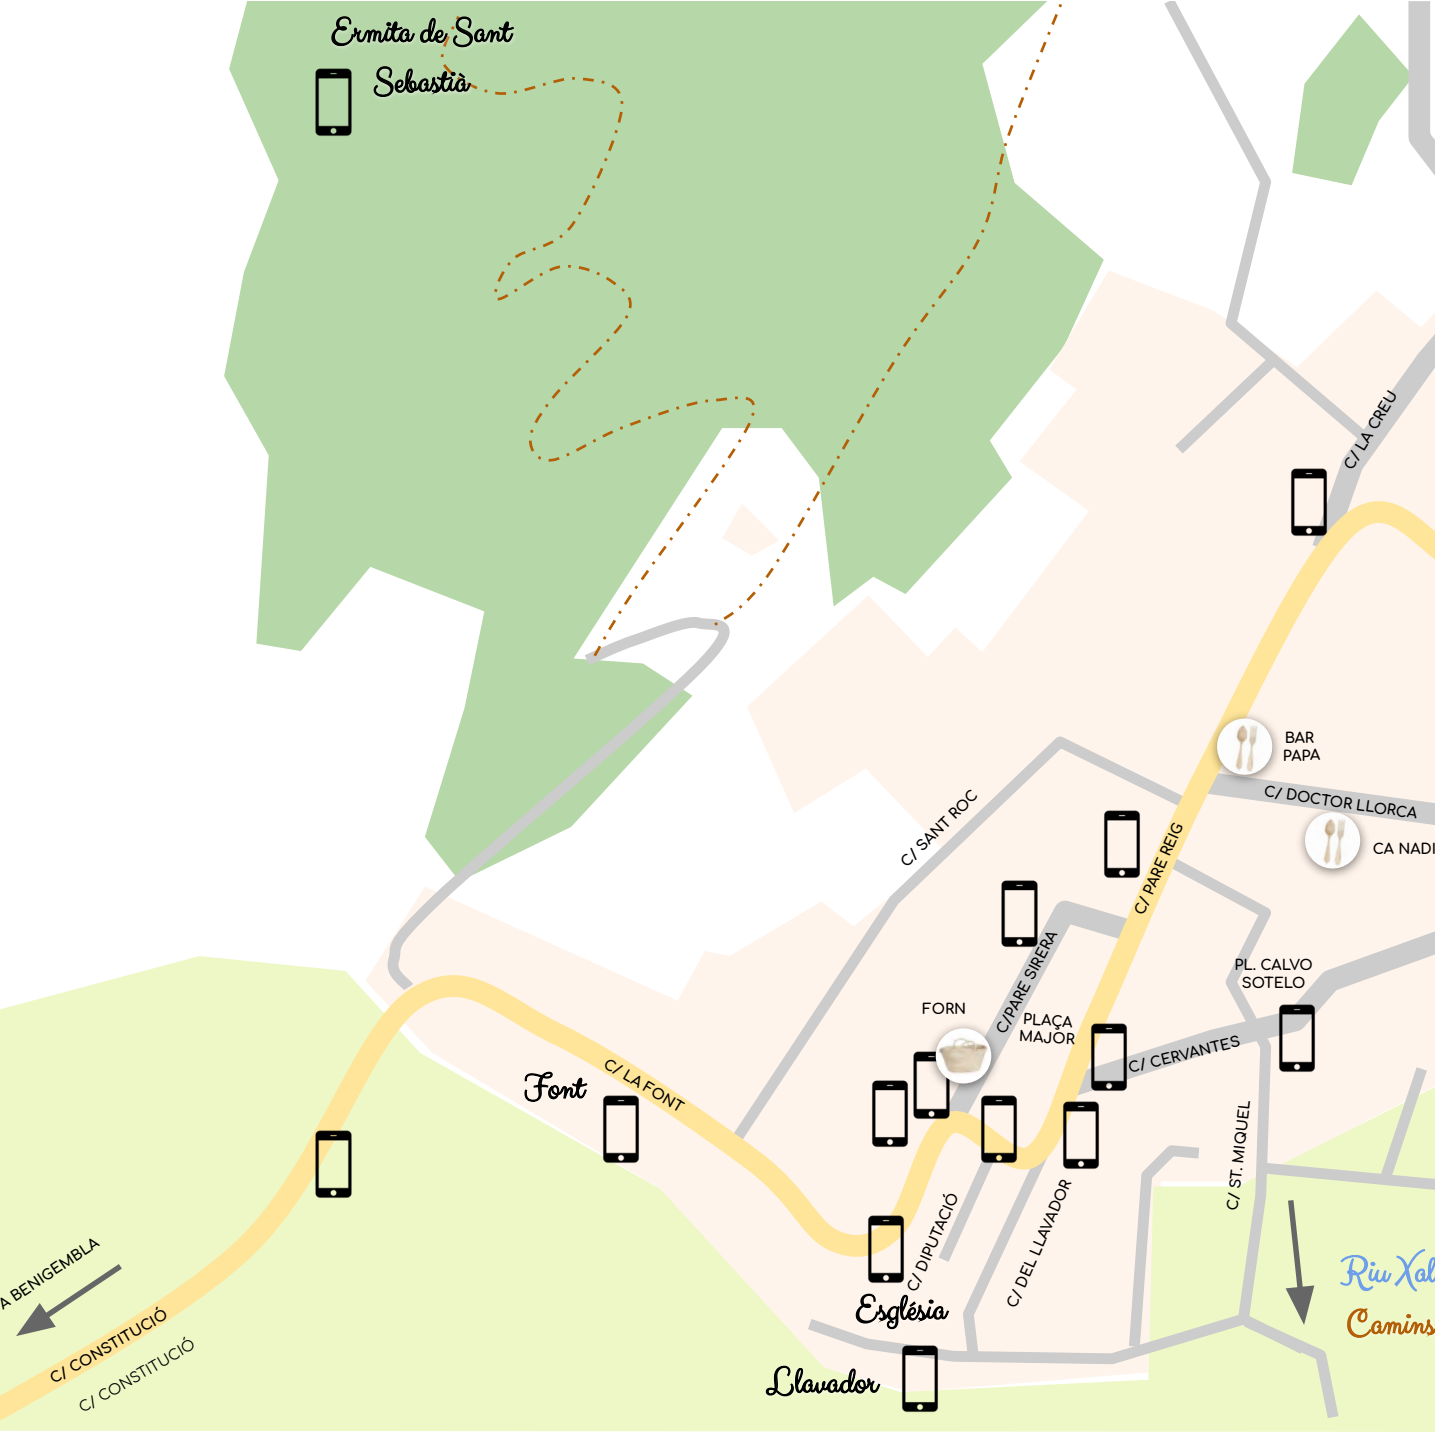 Ermita de Sant
Sebastià
C/ LA CREU
BAR
PAPA
C/ DOCTOR LLORCA
CA NADI
C/ SANT ROC
C/ PARE REIG
C/PARE SIRERA
PL. CALVO
SOTELO
FORN
PLAÇA
MAJOR
C/ CERVANTES
Font
C/ LA FONT
C/ ST. MIQUEL
C/ DIPUTACIÓ
C/ DEL LLAVADOR
A BENIGEMBLA
Riu Xal
Església
Camins
C/ CONSTITUCIÓ
C/ CONSTITUCIÓ
Llavador